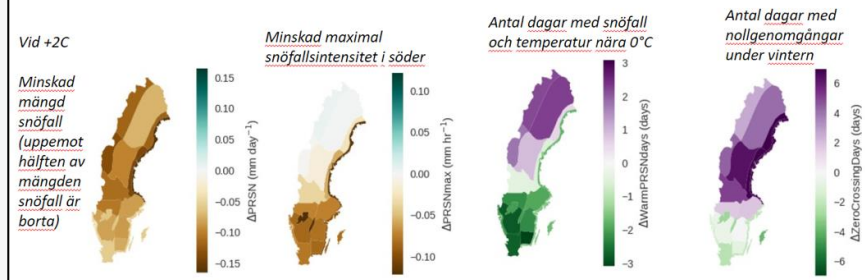 Vid +2C
Minskad
mängd
snöfall
(uppemot
hälften av
mängden
snöfall är
borta)
0.15
0.10
0.05
0.00
−0.05
−0.10
−0.15
ΔPRSN (mm day⁻¹)
Minskad maximal
snöfallsintensitet i söder
0.10
0.05
0.00
−0.05
−0.10
ΔPRSNmax (mm hr⁻¹)
Antal dagar med snöfall
och temperatur nära 0°C
3
2
1
0
−1
−2
−3
ΔWarmPRSNdays (days)
Antal dagar med
nollgenomgångar
under vintern
6
4
2
0
−2
−4
−6
ΔZeroCrossingDays (days)